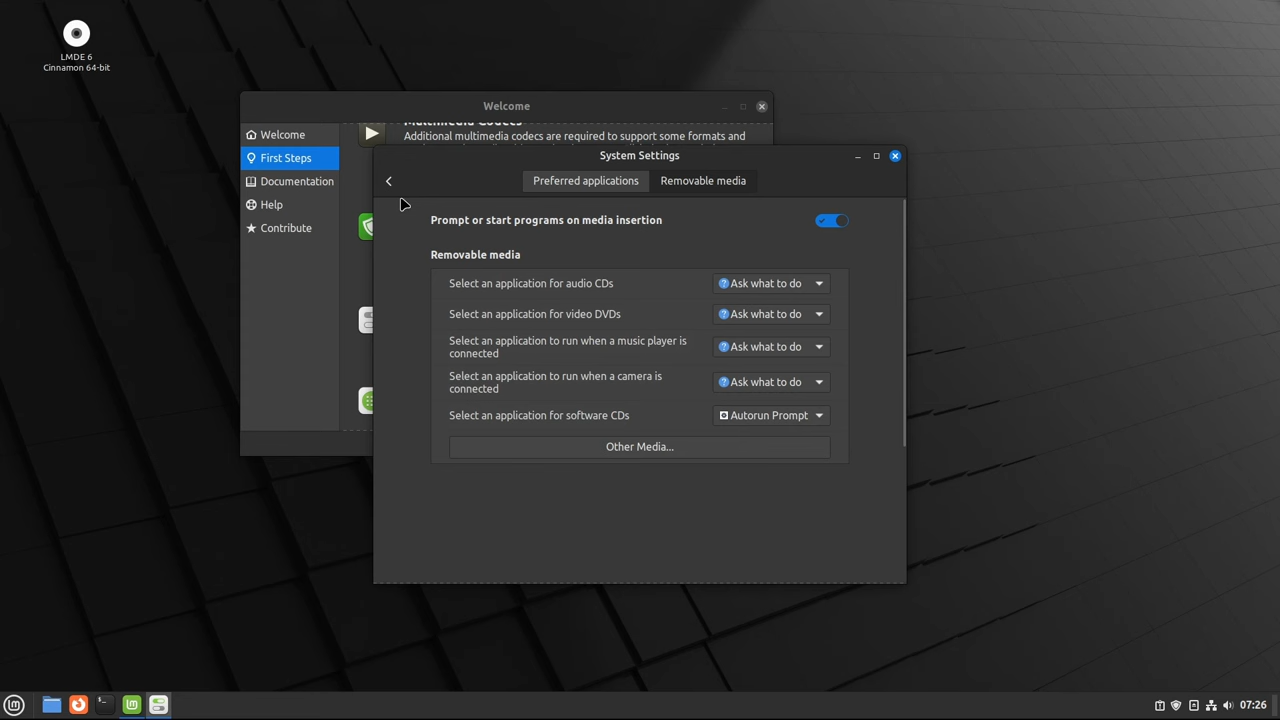 LMDE 6
Cinnamon 64-bit
Welcome
Welcome
First Steps
Documentation
Help
Contribute
Multimedia Codecs
Additional multimedia codecs are required to support some formats and
System Settings
Preferred applications
Removable media
Prompt or start programs on media insertion
Removable media
Select an application for audio CDs
Ask what to do
Select an application for video DVDs
Ask what to do
Select an application to run when a music player is
connected
Ask what to do
Select an application to run when a camera is
connected
Ask what to do
Select an application for software CDs
Autorun Prompt
Other Media...
07:26